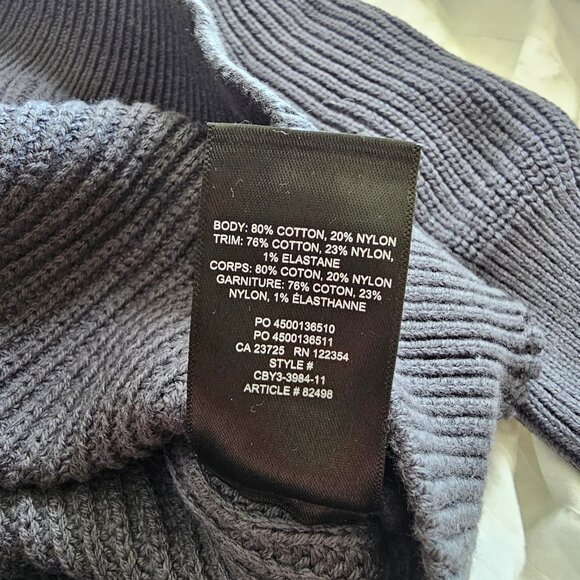 BODY: 80% COTTON, 20% NYLON
TRIM: 76% COTTON, 23% NYLON,
1% ELASTANE
CORPS: 80% COTON, 20% NYLON
GARNITURE: 76% COTON, 23%
NYLON, 1% ÉLASTHANNE
PO 4500136510
PO 4500136511
CA 23725 RN 122354
STYLE #
CBY3-3984-11
ARTICLE # 82498